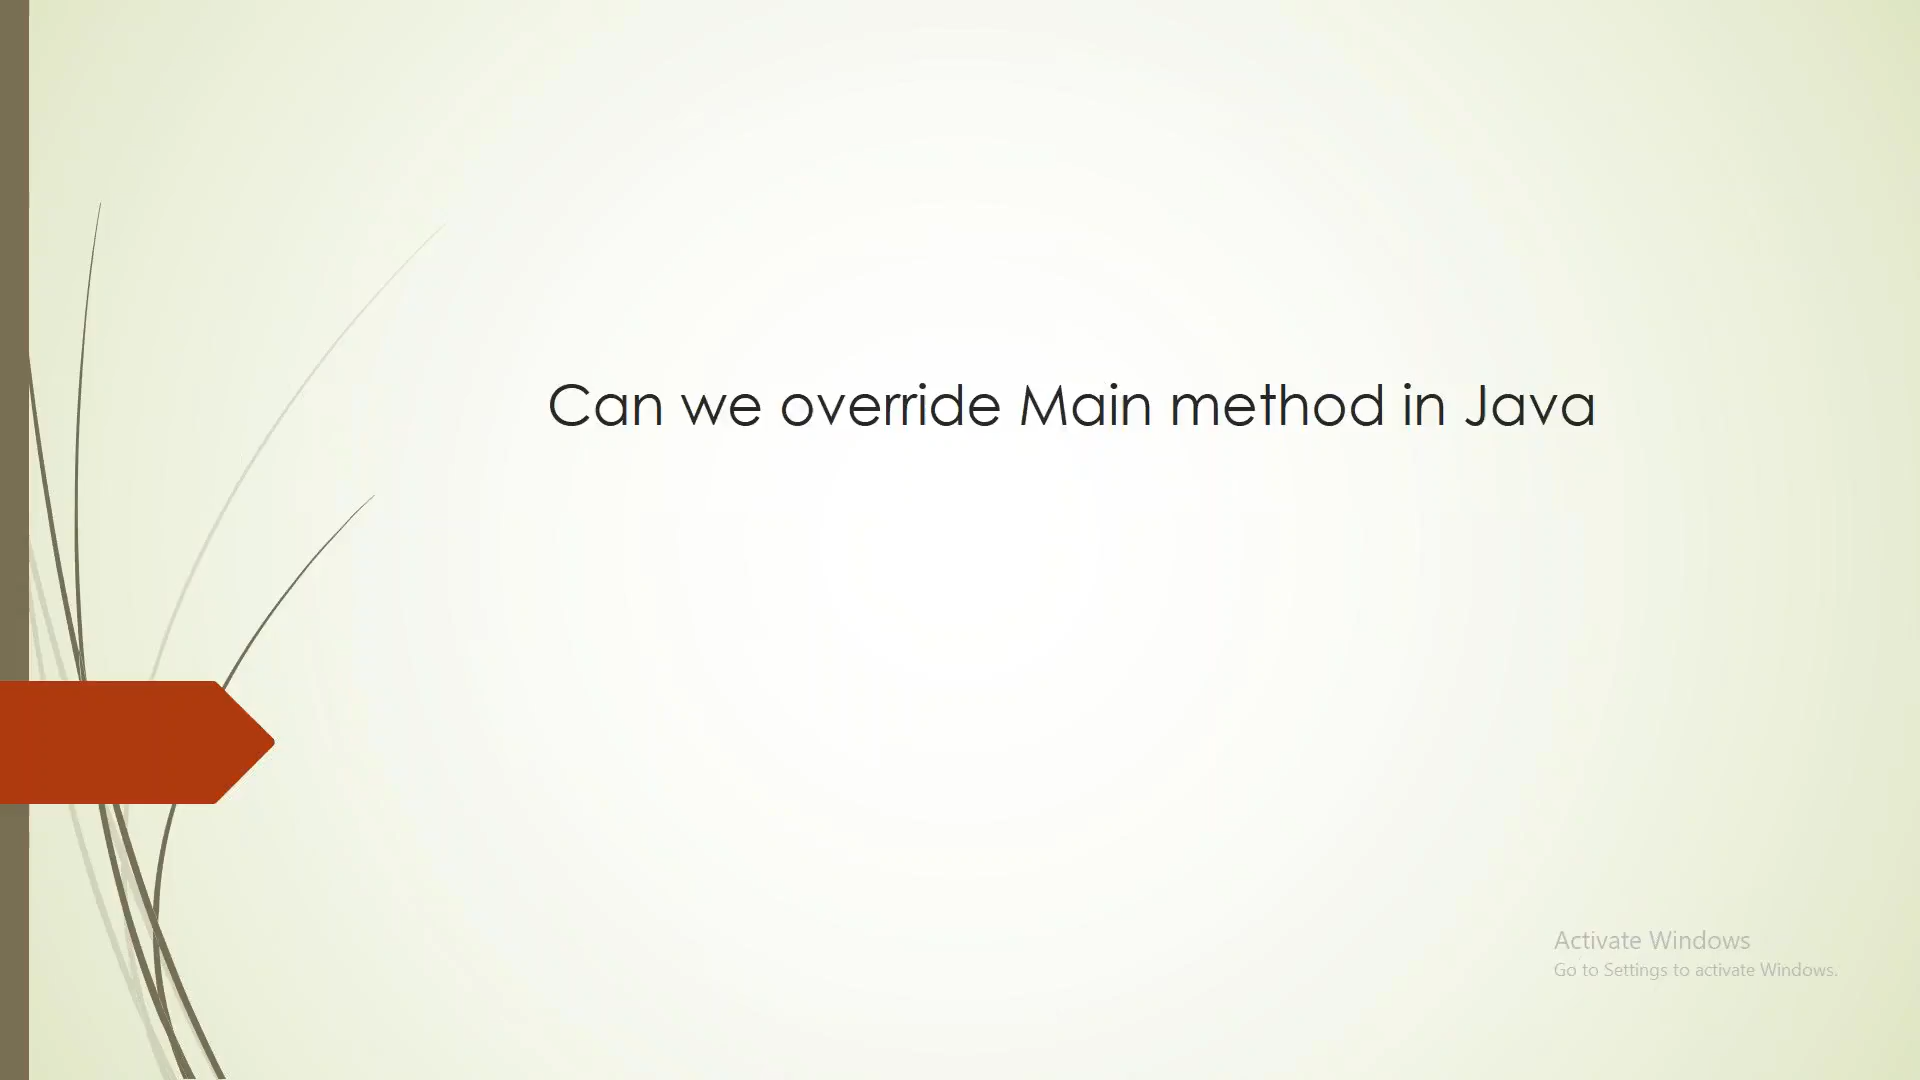 Can we override Main method in Java
Activate Windows
Go to Settings to activate Windows.